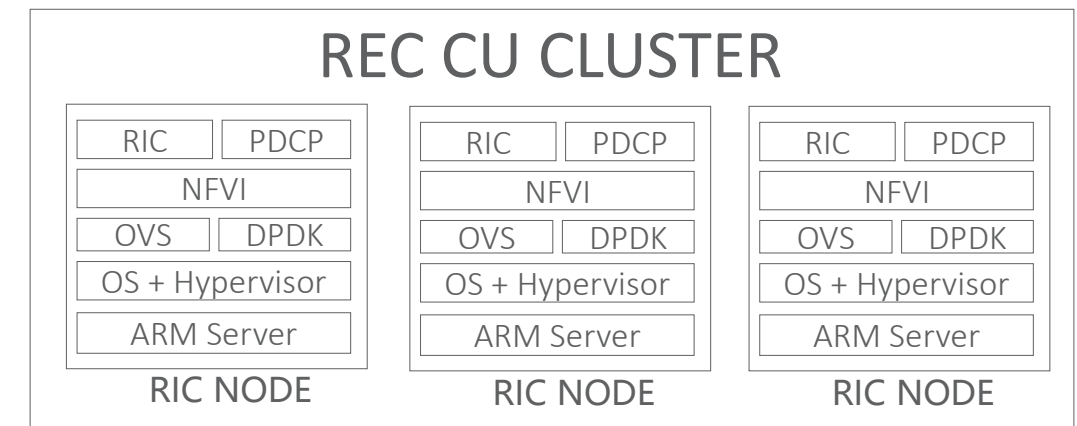 REC CU CLUSTER
RIC PDCP
NFVI
OVS DPDK
OS + Hypervisor
ARM Server
RIC NODE
RIC PDCP
NFVI
OVS DPDK
OS + Hypervisor
ARM Server
RIC NODE
RIC PDCP
NFVI
OVS DPDK
OS + Hypervisor
ARM Server
RIC NODE